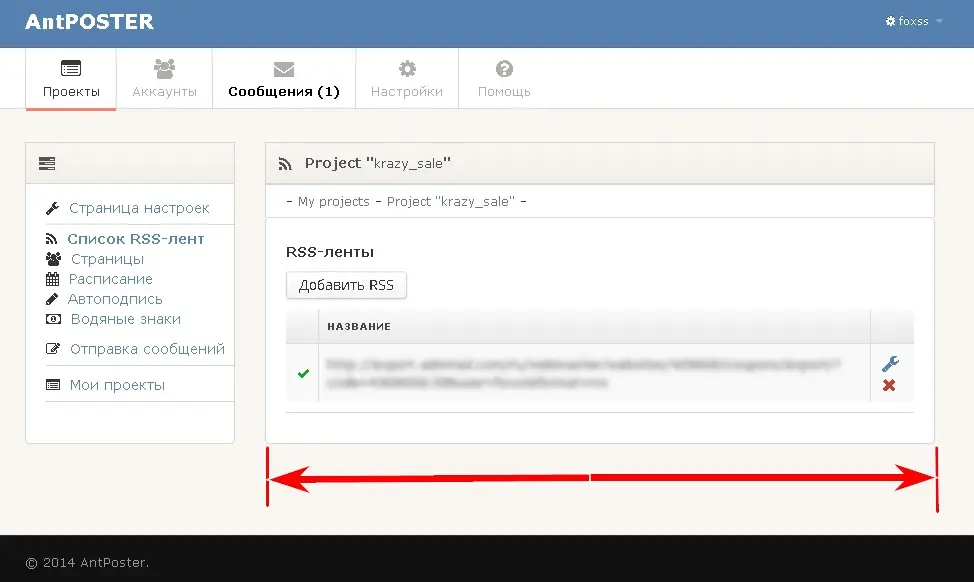 AntPOSTER
foxss
Проекты
Аккаунты
Сообщения (1)
Настройки
Помощь
Страница настроек
Список RSS-лент
Страницы
Расписание
Автоподпись
Водяные знаки
Отправка сообщений
Мои проекты
Project "krazy_sale"
– My projects – Project "krazy_sale" –
RSS-ленты
Добавить RSS
НАЗВАНИЕ
© 2014 AntPoster.